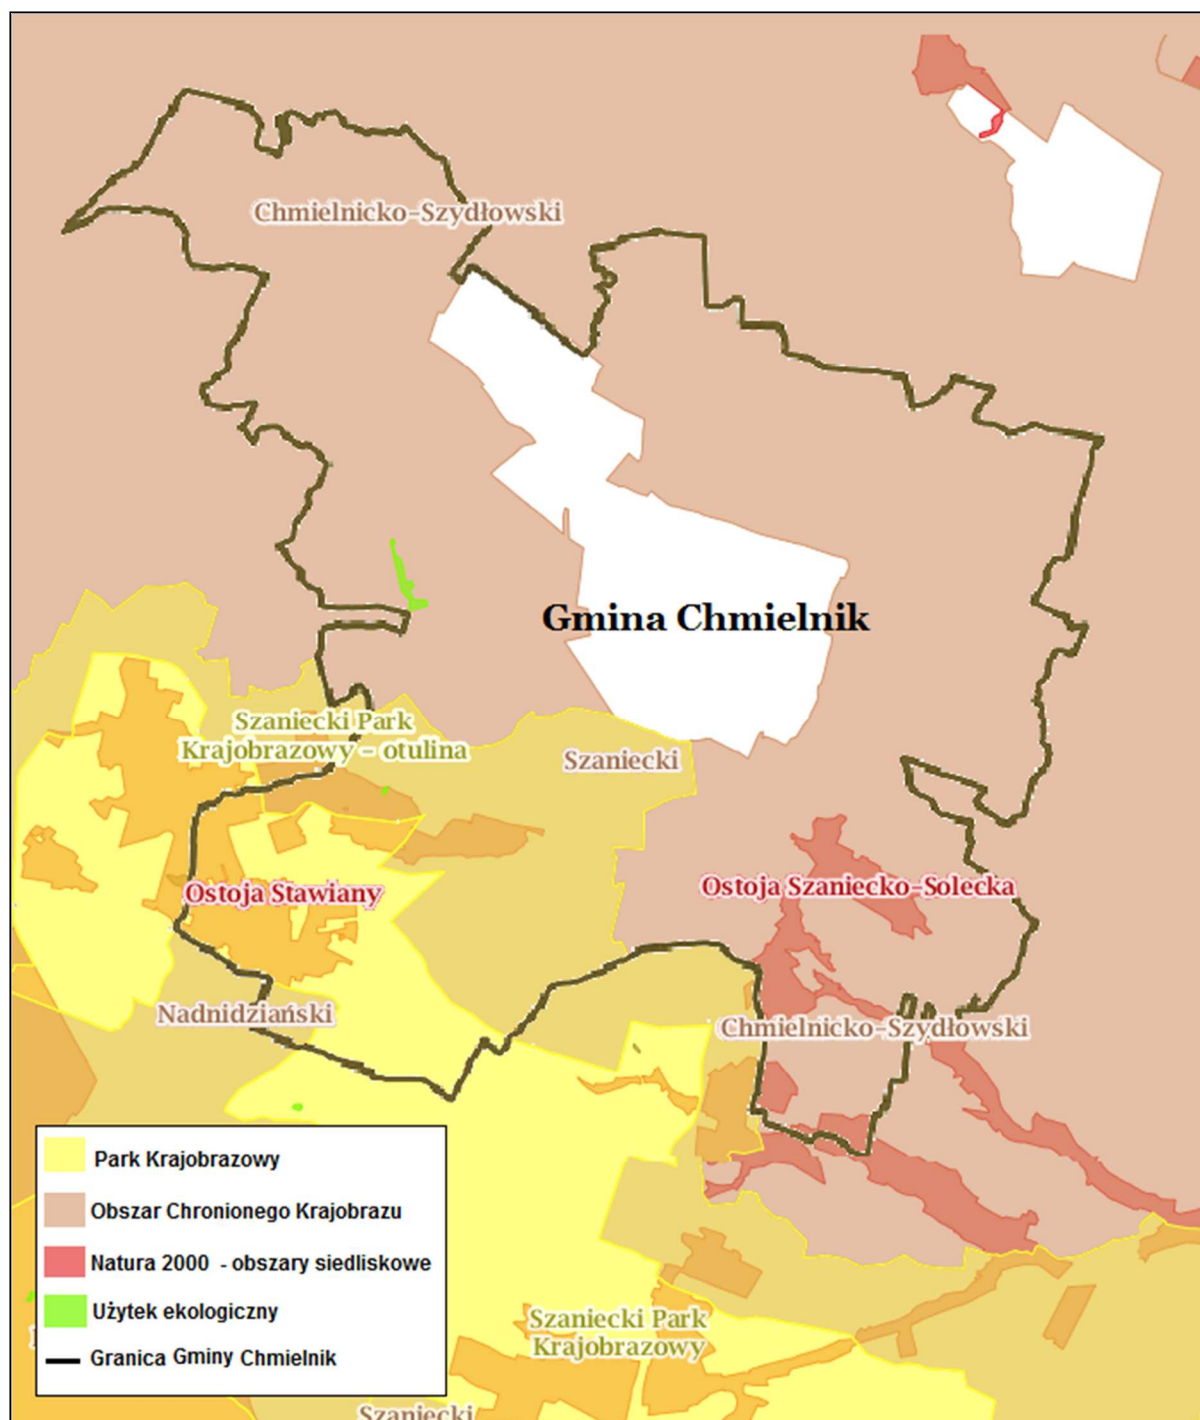 Chmielnicko-Szydłowski
Gmina Chmielnik
Szaniecki Park
Krajobrazowy - otulina
Szaniecki
Ostoja Stawiany
Ostoja Szaniecko-Solecka
Nadnidziański
Chmielnicko-Szydłowski
Park Krajobrazowy
Obszar Chronionego Krajobrazu
Natura 2000 - obszary siedliskowe
Użytek ekologiczny
Granica Gminy Chmielnik
Szaniecki Park
Krajobrazowy
Szaniecki